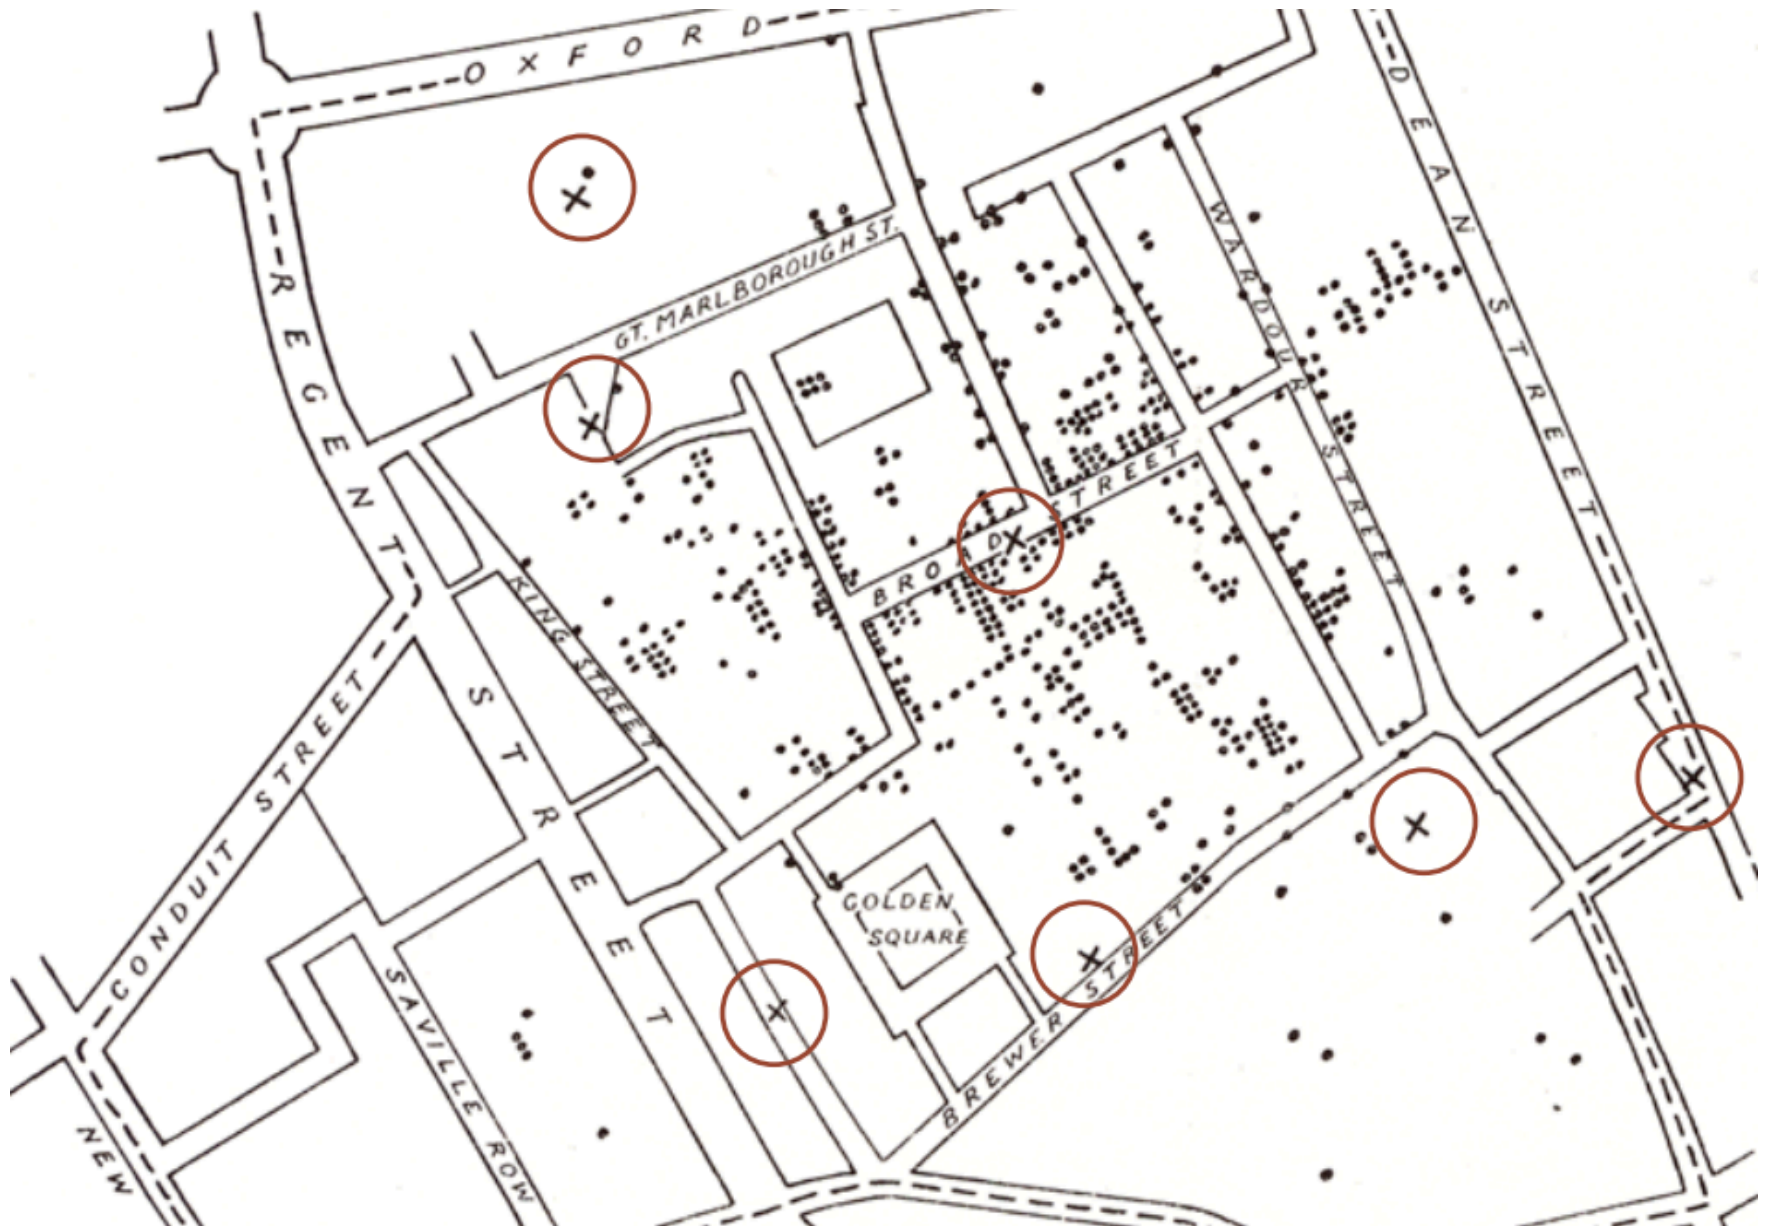 OXFORD
REGENT STREET
GT. MARLBOROUGH ST.
WARDOUR STREET
DEAN STREET
BROAD STREET
KING STREET
CONDUIT STREET
GOLDEN
SQUARE
BREWER STREET
SAVILLE ROW
NEW